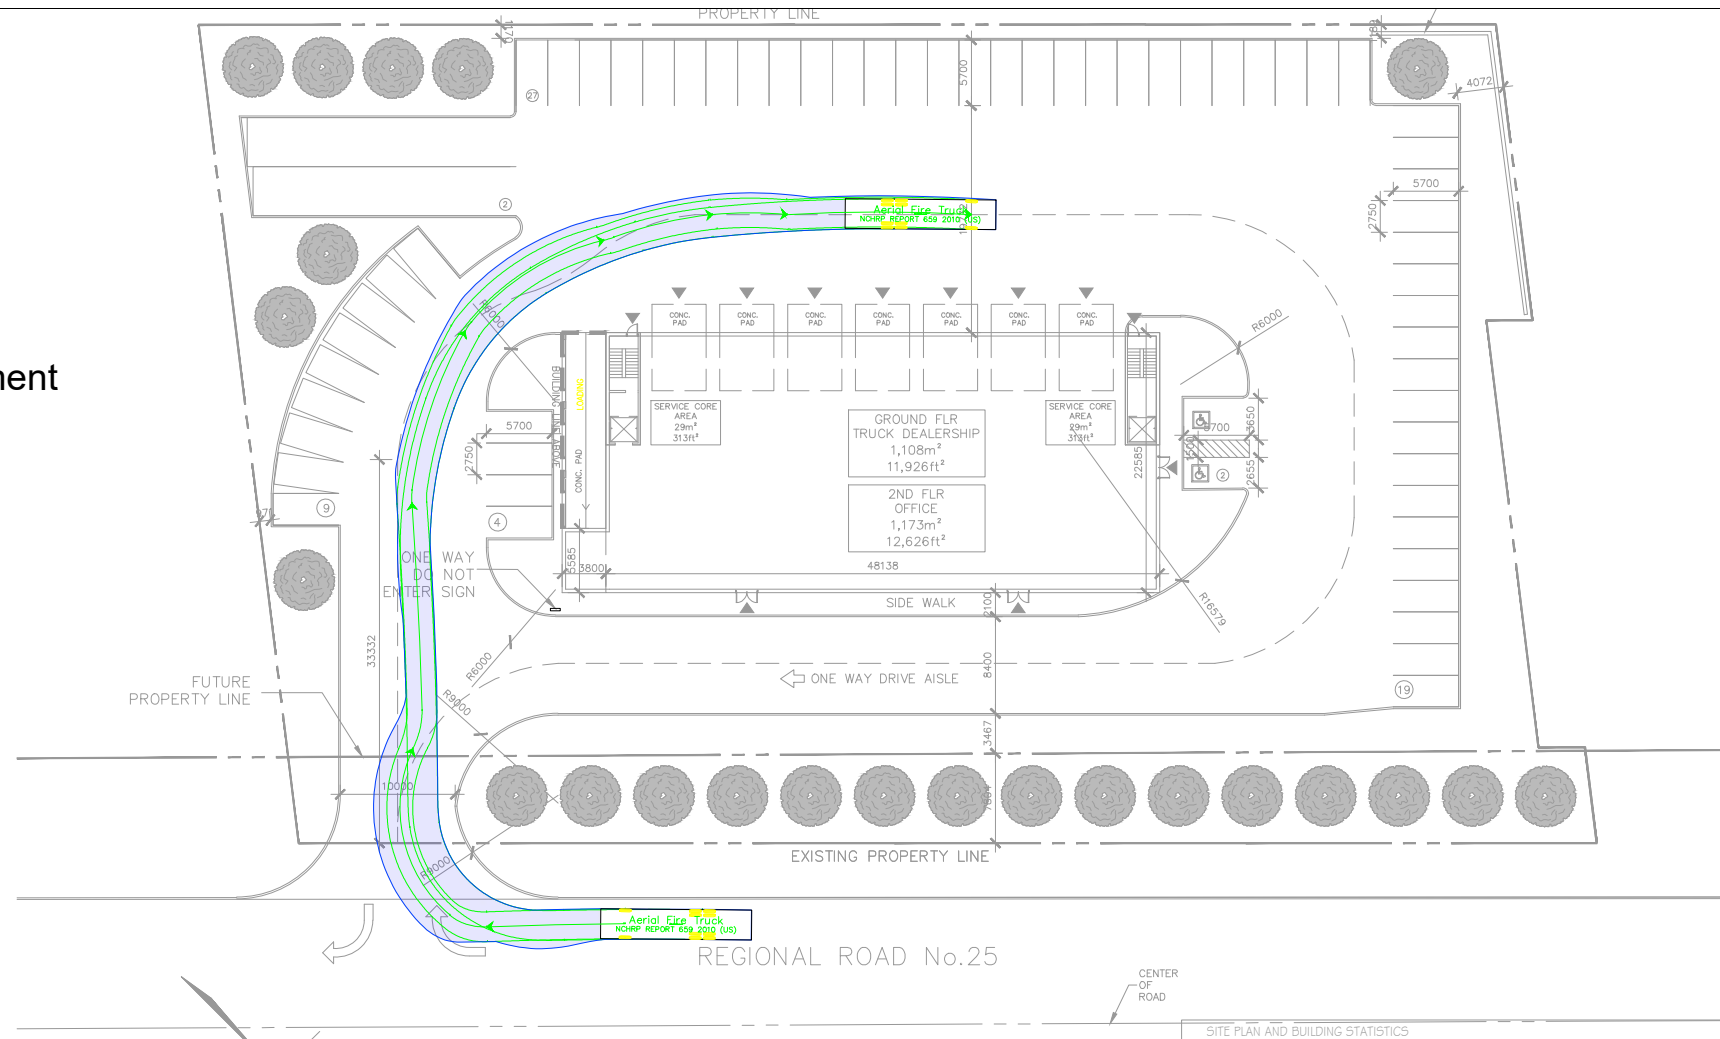 PROPERTY LINE
1170
5700
4072
27
2
5700
2750
Aerial Fire Truck
NCHRP REPORT 659 2010 (US)
R6000
R6000
CONC.
PAD
CONC.
PAD
CONC.
PAD
CONC.
PAD
CONC.
PAD
CONC.
PAD
CONC.
PAD
ment
BUILDING LINE ABOVE
LOADING
CONC. PAD
SERVICE CORE
AREA
29m²
313ft²
GROUND FLR
TRUCK DEALERSHIP
1,108m²
11,926ft²
SERVICE CORE
AREA
29m²
313ft²
2ND FLR
OFFICE
1,173m²
12,626ft²
5700
2750
22585
5700
3650
1500
2655
2
9
4
ONE WAY
DO NOT
ENTER SIGN
5585
3800
48138
SIDE WALK
2100
R16579
33332
R6000
R9000
8400
ONE WAY DRIVE AISLE
19
FUTURE
PROPERTY LINE
3467
10000
EXISTING PROPERTY LINE
R9000
Aerial Fire Truck
NCHRP REPORT 659 2010 (US)
REGIONAL ROAD No.25
CENTER
OF
ROAD
SITE PLAN AND BUILDING STATISTICS